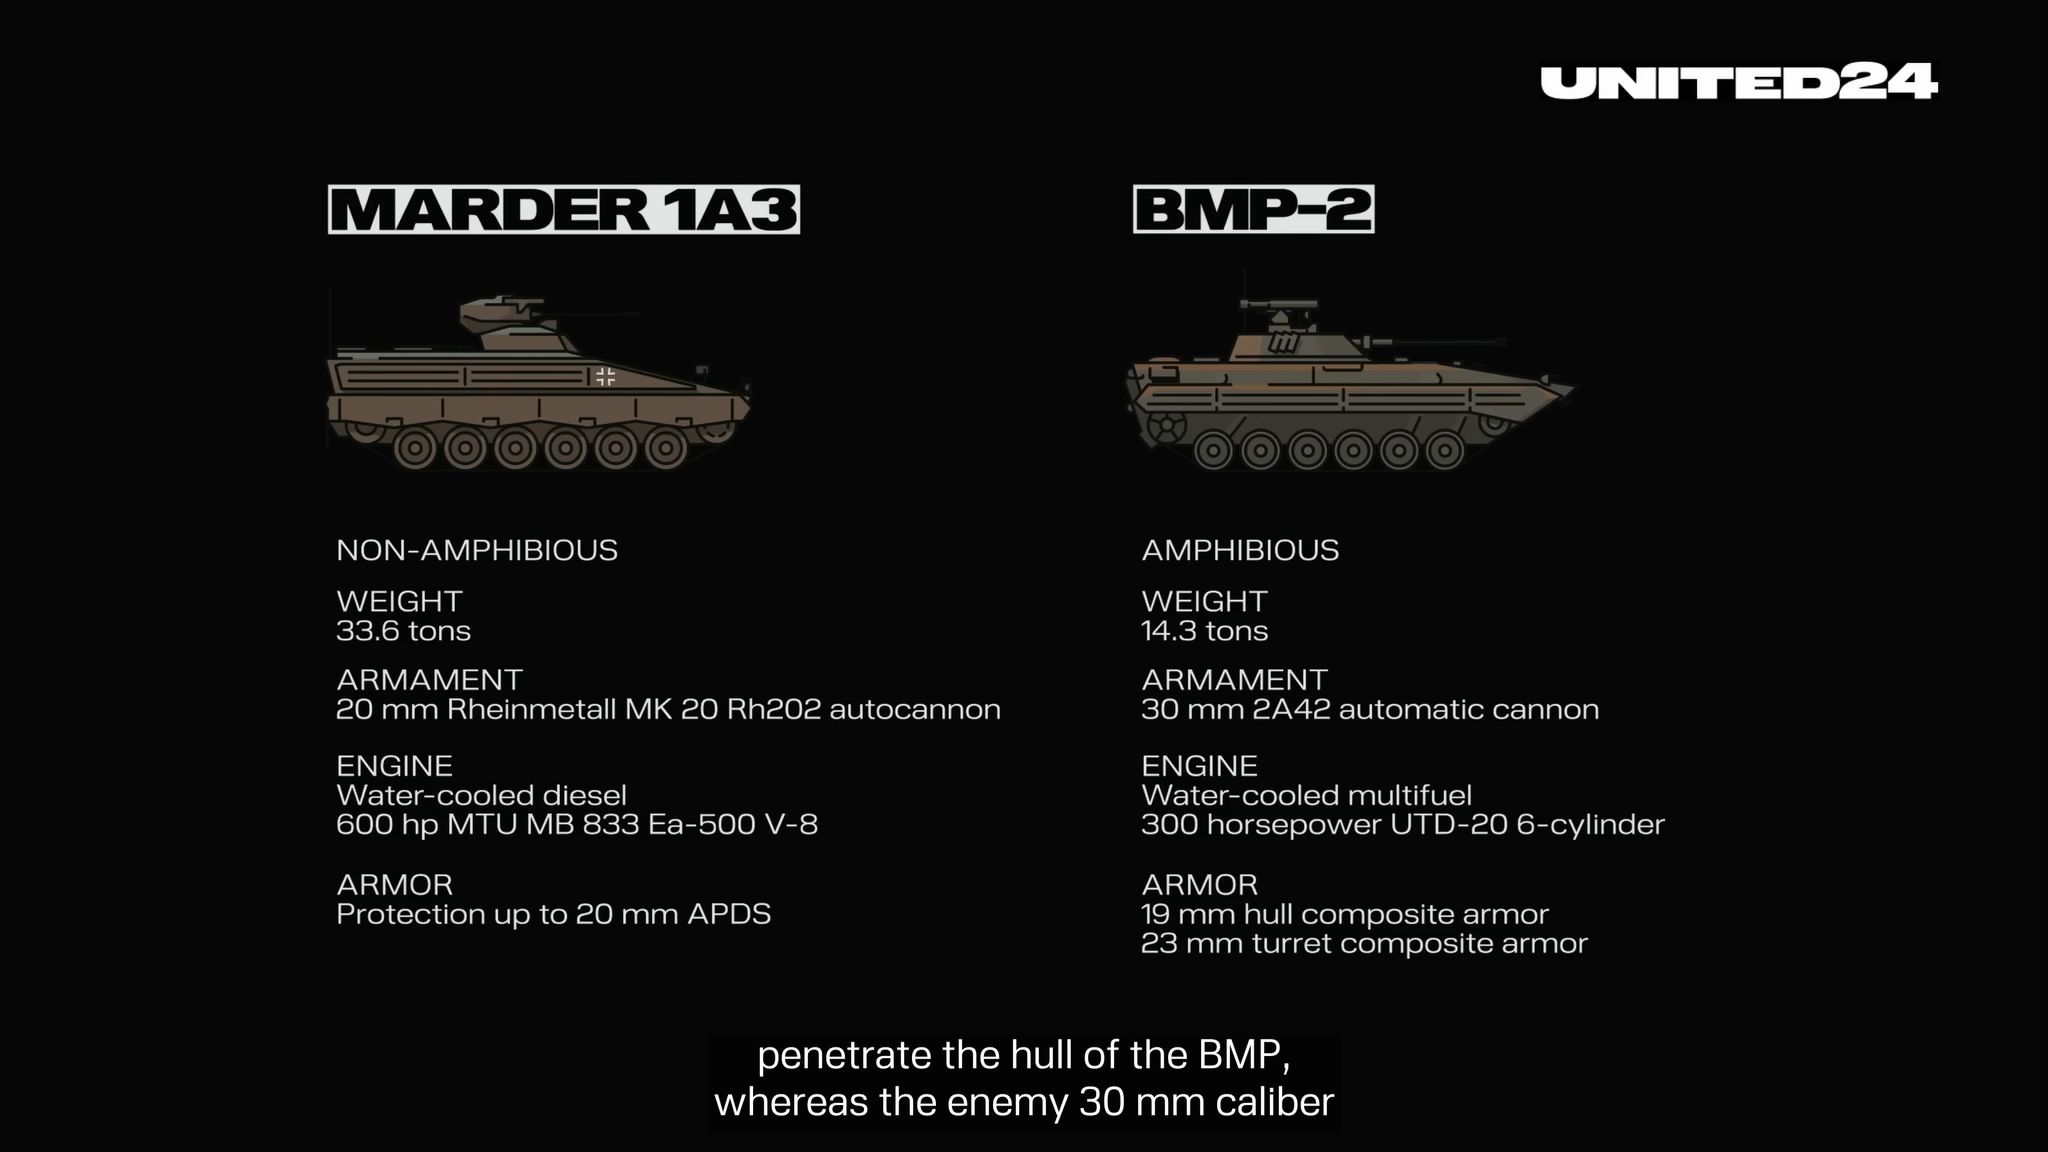 UNITED24
MARDER 1A3
NON-AMPHIBIOUS
WEIGHT
33.6 tons
ARMAMENT
20 mm Rheinmetall MK 20 Rh202 autocannon
ENGINE
Water-cooled diesel
600 hp MTU MB 833 Ea-500 V-8
ARMOR
Protection up to 20 mm APDS
BMP-2
AMPHIBIOUS
WEIGHT
14.3 tons
ARMAMENT
30 mm 2A42 automatic cannon
ENGINE
Water-cooled multifuel
300 horsepower UTD-20 6-cylinder
ARMOR
19 mm hull composite armor
23 mm turret composite armor
penetrate the hull of the BMP,
whereas the enemy 30 mm caliber